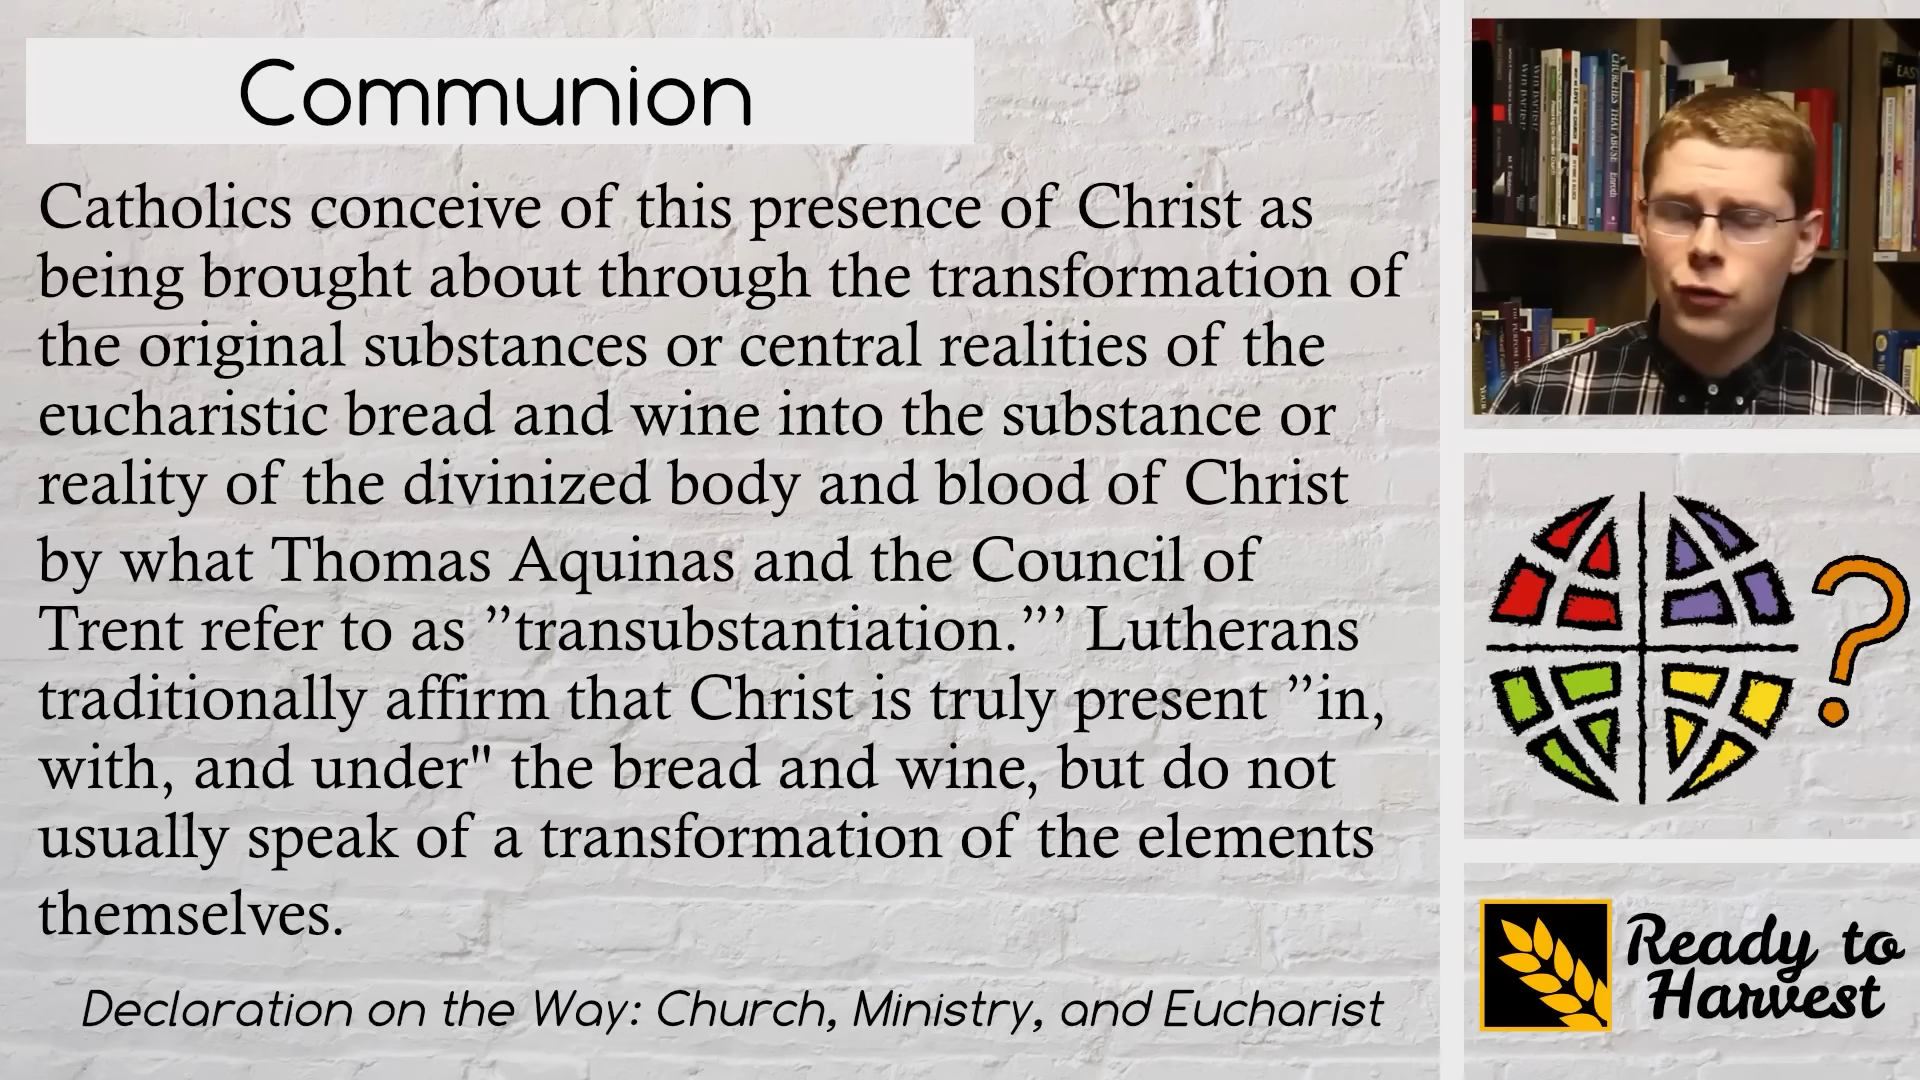 Communion
Catholics conceive of this presence of Christ as
being brought about through the transformation of
the original substances or central realities of the
eucharistic bread and wine into the substance or
reality of the divinized body and blood of Christ
by what Thomas Aquinas and the Council of
Trent refer to as ”transubstantiation.”’ Lutherans
traditionally affirm that Christ is truly present ”in,
with, and under" the bread and wine, but do not
usually speak of a transformation of the elements
themselves.
Declaration on the Way: Church, Ministry, and Eucharist
CHURCHES THAT ABUSE
EAS
Ready to
Harvest